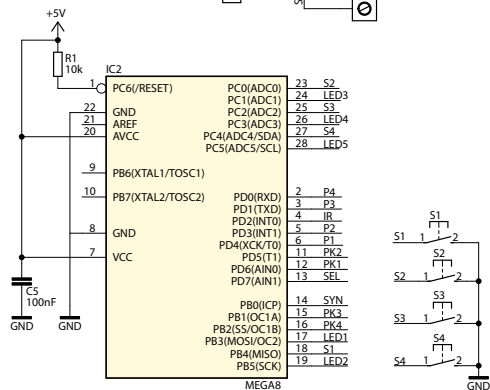 +5V
R1
10k
IC2
1 PC6(/RESET)
22 GND
21 AREF
20 AVCC
9 PB6(XTAL1/TOSC1)
10 PB7(XTAL2/TOSC2)
8 GND
7 VCC
C5
100nF
GND
GND
PC0(ADC0) 23 S2
PC1(ADC1) 24 LED3
PC2(ADC2) 25 S3
PC3(ADC3) 26 LED4
PC4(ADC4/SDA) 27 S4
PC5(ADC5/SCL) 28 LED5
PD0(RXD) 2 P4
PD1(TXD) 3 P3
PD2(INT0) 4 IR
PD3(INT1) 5 P2
PD4(XCK/T0) 6 P1
PD5(T1) 11 PK2
PD6(AIN0) 12 PK1
PD7(AIN1) 13 SEL
PB0(ICP) 14 SYN
PB1(OC1A) 15 PK3
PB2(SS/OC1B) 16 PK4
PB3(MOSI/OC2) 17 LED1
PB4(MISO) 18 S1
PB5(SCK) 19 LED2
MEGA8
S1
S1 1 2
S2
S2 1 2
S3
S3 1 2
S4
S4 1 2
GND